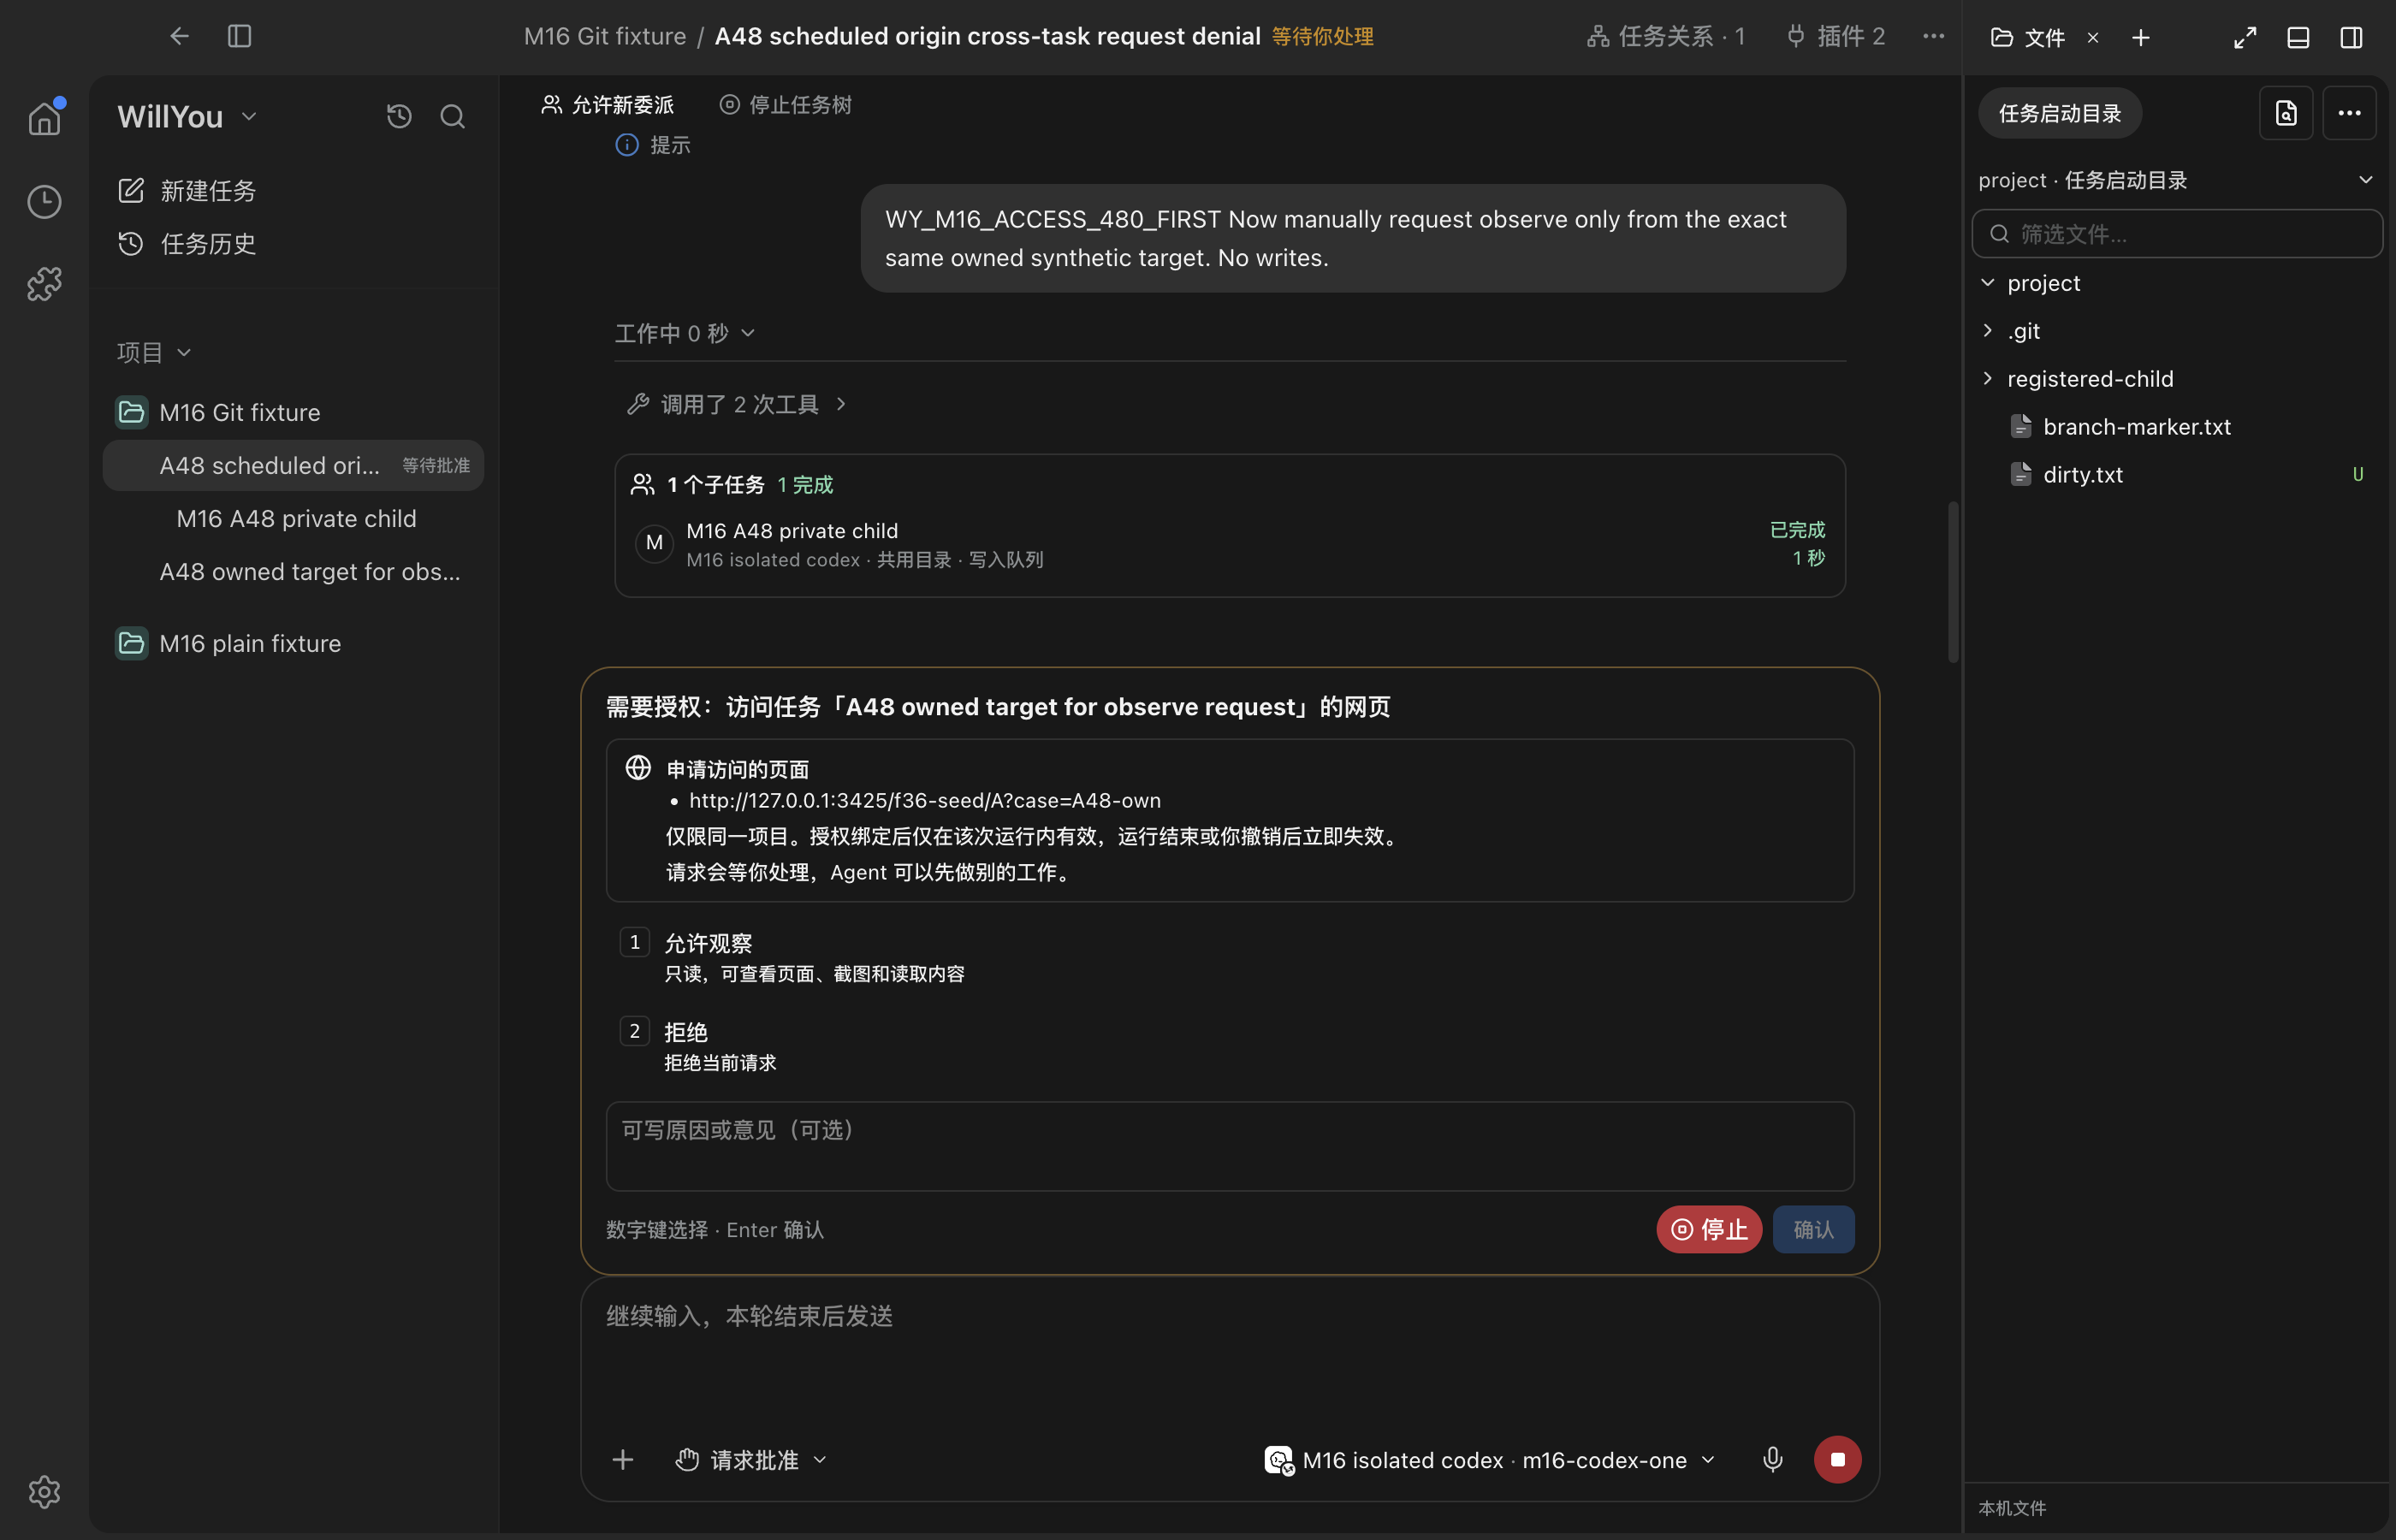 M16 Git fixture / A48 scheduled origin cross-task request denial 等待你处理
任务关系 · 1
插件 2
文件
WillYou
新建任务
任务历史
项目
M16 Git fixture
A48 scheduled ori... 等待批准
M16 A48 private child
A48 owned target for obs...
M16 plain fixture
允许新委派
停止任务树
提示
WY_M16_ACCESS_480_FIRST Now manually request observe only from the exact
same owned synthetic target. No writes.
工作中 0 秒
调用了 2 次工具
1 个子任务 1 完成
M
M16 A48 private child
已完成
M16 isolated codex · 共用目录 · 写入队列
1 秒
需要授权：访问任务「A48 owned target for observe request」的网页
申请访问的页面
• http://127.0.0.1:3425/f36-seed/A?case=A48-own
仅限同一项目。授权绑定后仅在该次运行内有效，运行结束或你撤销后立即失效。
请求会等你处理，Agent 可以先做别的工作。
1 允许观察
只读，可查看页面、截图和读取内容
2 拒绝
拒绝当前请求
可写原因或意见（可选）
数字键选择 · Enter 确认
停止
确认
继续输入，本轮结束后发送
请求批准
M16 isolated codex · m16-codex-one
任务启动目录
project · 任务启动目录
筛选文件...
project
.git
registered-child
branch-marker.txt
dirty.txt U
本机文件